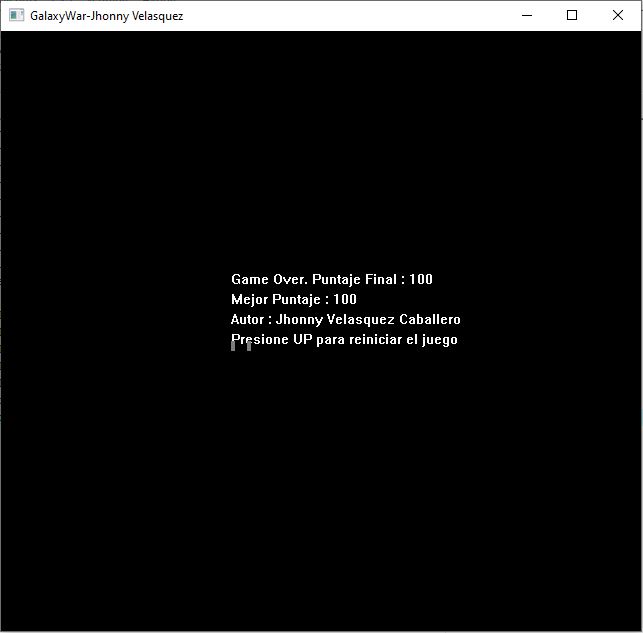 GalaxyWar-Jhonny Velasquez
Game Over. Puntaje Final : 100
Mejor Puntaje : 100
Autor : Jhonny Velasquez Caballero
Presione UP para reiniciar el juego